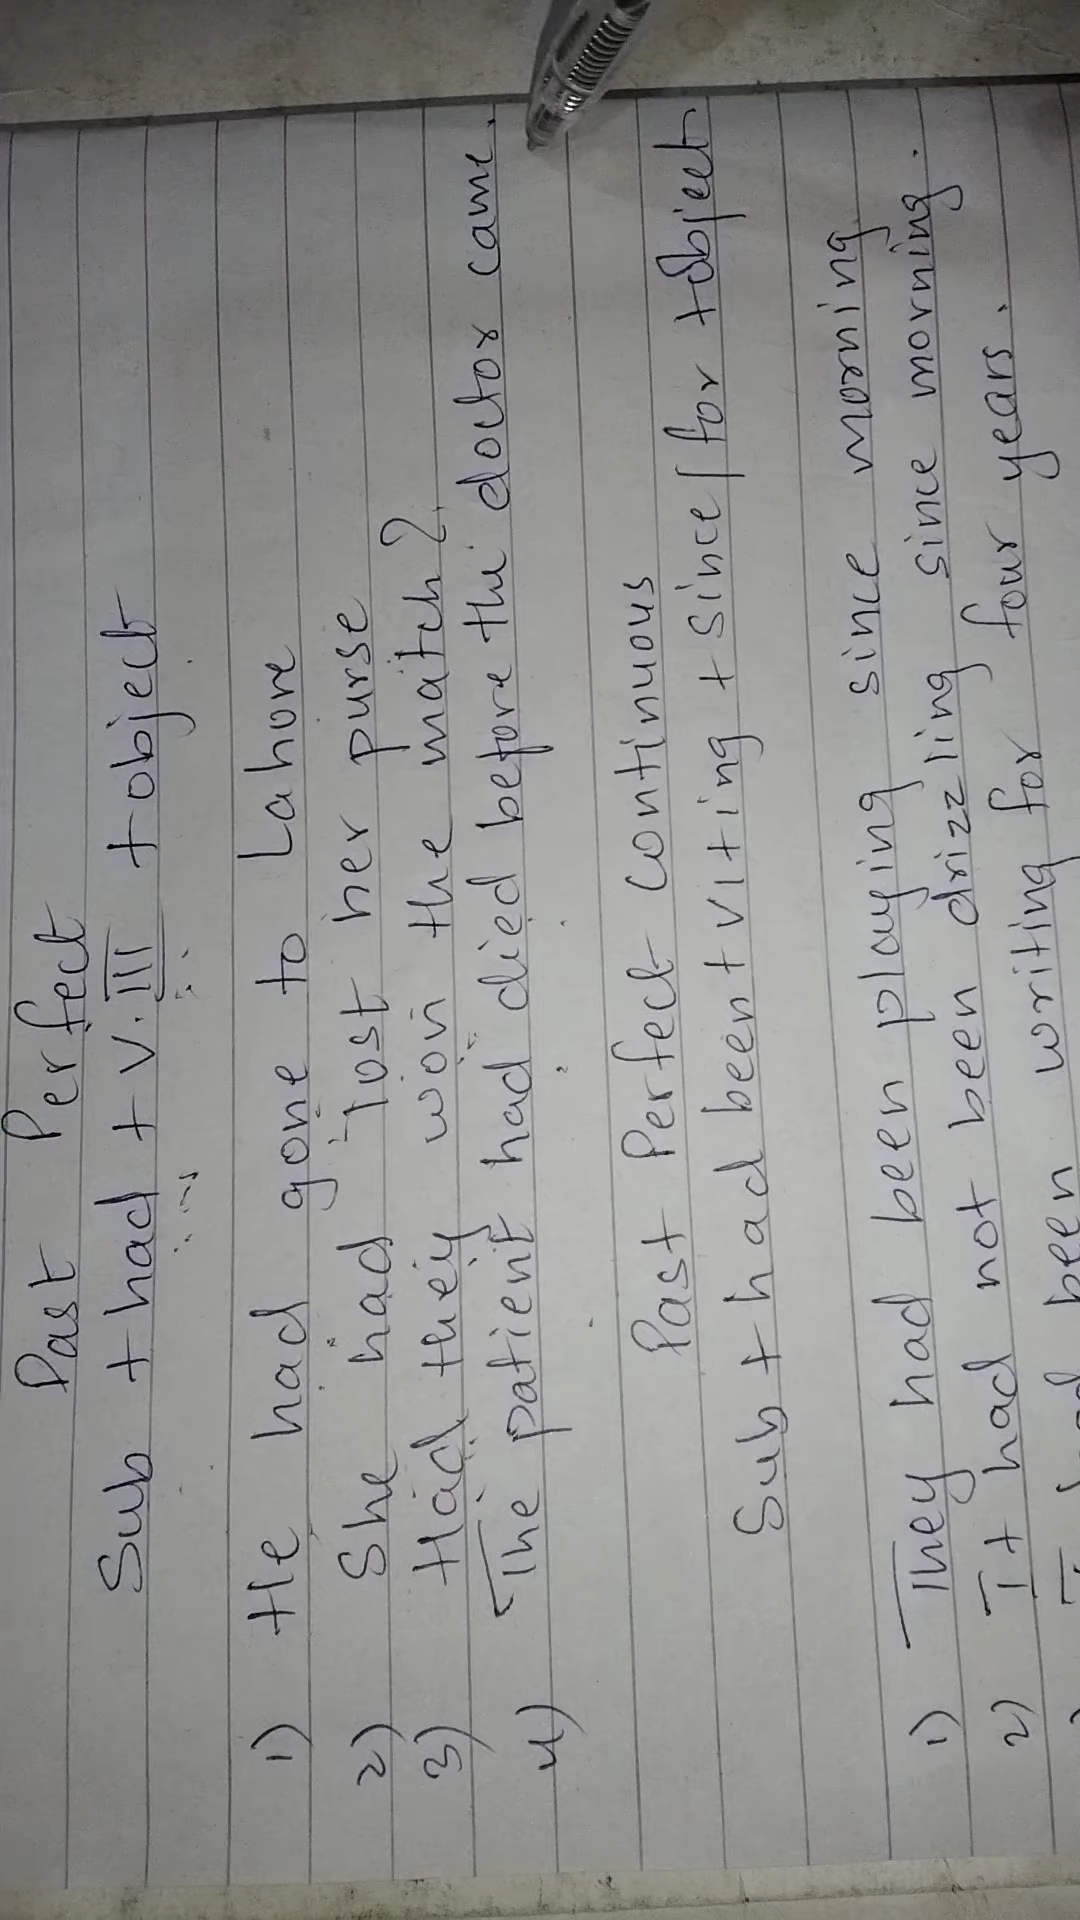 Past Perfect
Sub + had + V.III + object
1) He had gone to Lahore
2) She had lost her purse
3) Had they won the match?
4) The patient had died before the doctor came.
Past Perfect Continuous
Sub + had been + V1 + ing + since/for + object
1) They had been playing since morning
2) It had not been drizzling since morning.
been writing for four years.